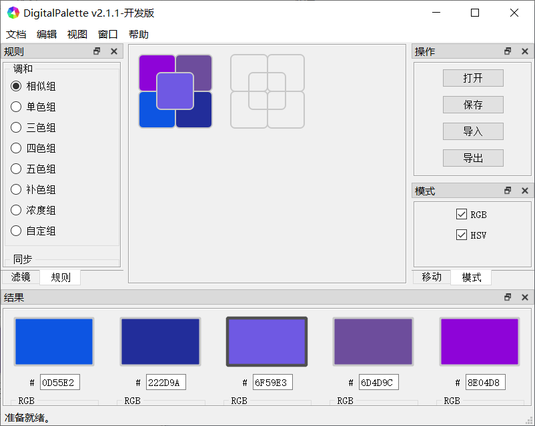 DigitalPalette v2.1.1-开发版
文档 编辑 视图 窗口 帮助
规则
调和
相似组
单色组
三色组
四色组
五色组
补色组
浓度组
自定组
同步
滤镜 规则
操作
打开
保存
导入
导出
模式
RGB
HSV
移动 模式
结果
# 0D55E2 # 222D9A # 6F59E3 # 6D4D9C # 8E04D8
RGB RGB RGB RGB RGB
准备就绪。